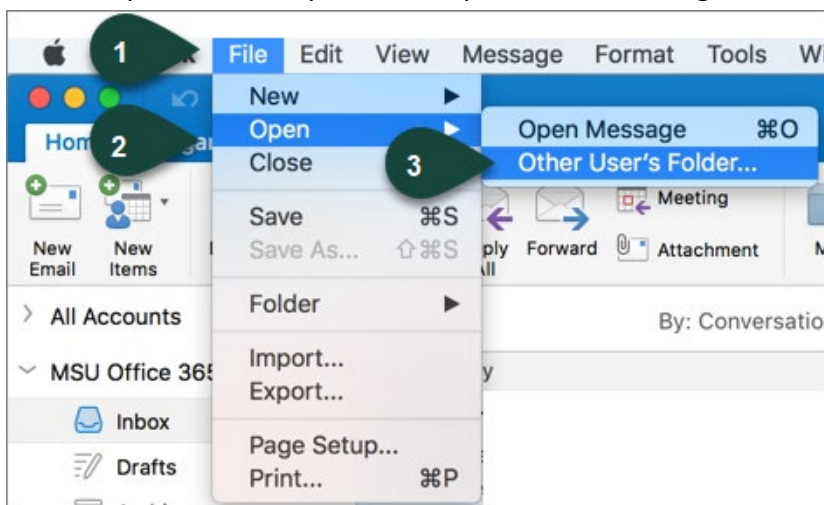 1 File Edit View Message Format Tools
New
2 Open
Open Message ⌘O
Close
3 Other User's Folder...
Save ⌘S
Save As... ⇧⌘S
Meeting
New Email
New Items
Forward
Attachment
Folder
All Accounts
By:
MSU Office 365
Import...
Export...
Inbox
Page Setup...
Drafts
Print... ⌘P